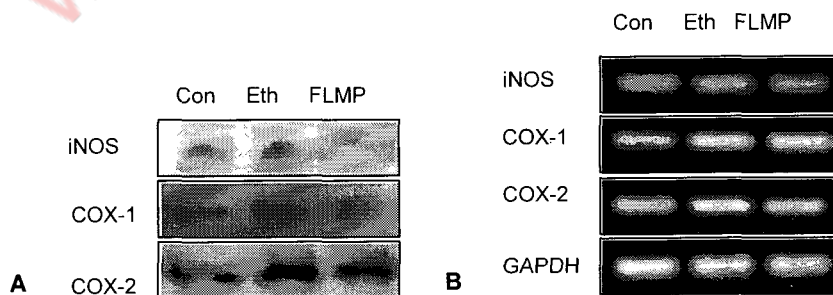 Con Eth FLMP
iNOS
COX-1
COX-2
A
Con Eth FLMP
iNOS
COX-1
COX-2
GAPDH
B